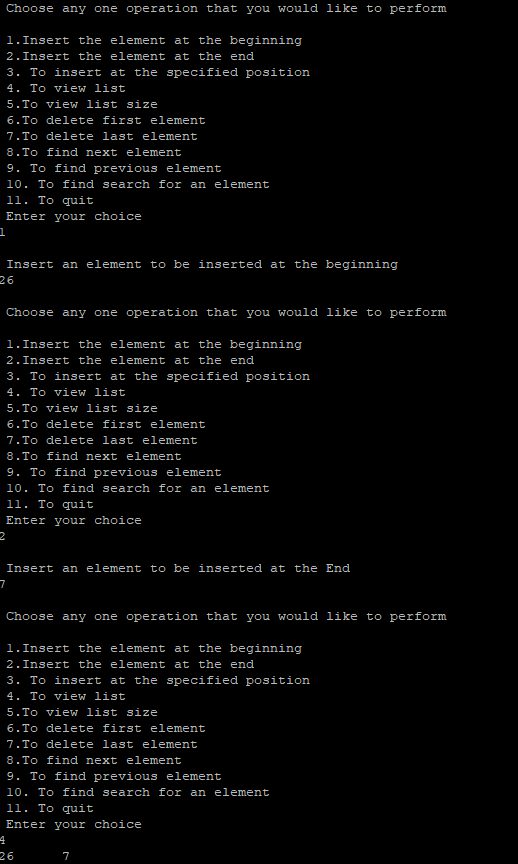 Choose any one operation that you would like to perform
1.Insert the element at the beginning
2.Insert the element at the end
3. To insert at the specified position
4. To view list
5.To view list size
6.To delete first element
7.To delete last element
8.To find next element
9. To find previous element
10. To find search for an element
11. To quit
Enter your choice
1
Insert an element to be inserted at the beginning
26
Choose any one operation that you would like to perform
1.Insert the element at the beginning
2.Insert the element at the end
3. To insert at the specified position
4. To view list
5.To view list size
6.To delete first element
7.To delete last element
8.To find next element
9. To find previous element
10. To find search for an element
11. To quit
Enter your choice
2
Insert an element to be inserted at the End
7
Choose any one operation that you would like to perform
1.Insert the element at the beginning
2.Insert the element at the end
3. To insert at the specified position
4. To view list
5.To view list size
6.To delete first element
7.To delete last element
8.To find next element
9. To find previous element
10. To find search for an element
11. To quit
Enter your choice
4
26 7